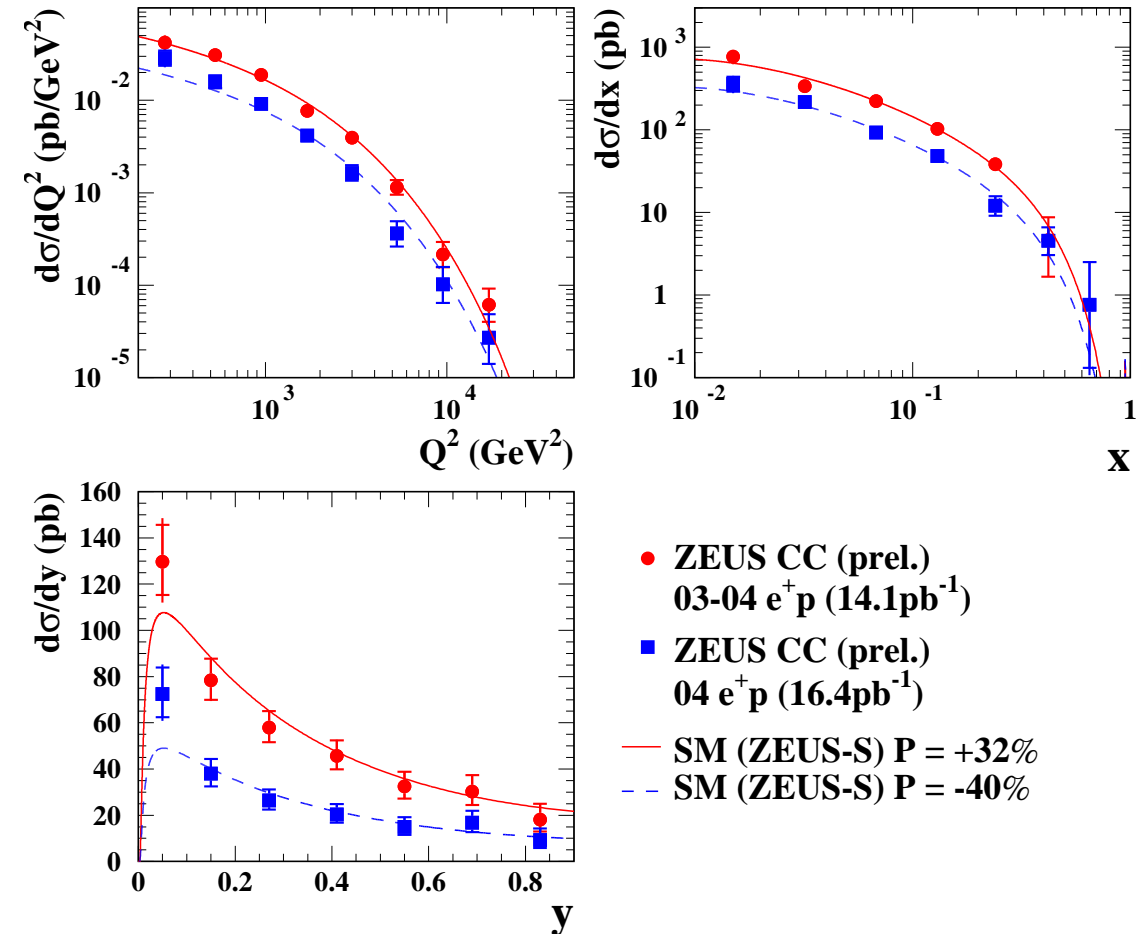 dσ/dQ² (pb/GeV²)
10⁻²
10⁻³
10⁻⁴
10⁻⁵
10³
10⁴
Q² (GeV²)
dσ/dx (pb)
10³
10²
10
1
10⁻¹
10⁻²
10⁻¹
1
x
dσ/dy (pb)
160
140
120
100
80
60
40
20
0
0
0.2
0.4
0.6
0.8
y
ZEUS CC (prel.)
03-04 e⁺p (14.1pb⁻¹)
ZEUS CC (prel.)
04 e⁺p (16.4pb⁻¹)
SM (ZEUS-S) P = +32%
SM (ZEUS-S) P = -40%